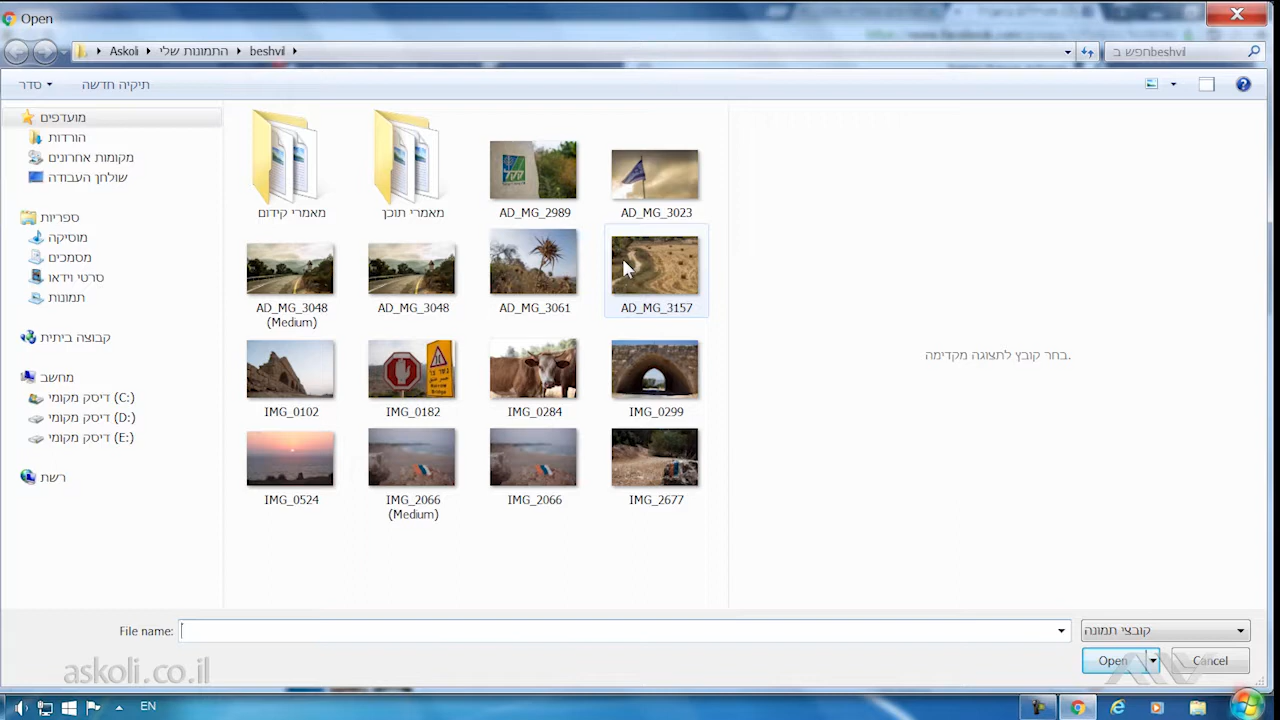 Open
Askoli ▸ התמונות שלי ▸ beshvil ▸
חפש בbeshvil
סדר
תיקיה חדשה
מועדפים
הורדות
מקומות אחרונים
שולחן העבודה
ספריות
מוסיקה
מסמכים
סרטי וידאו
תמונות
קבוצה ביתית
מחשב
דיסק מקומי (C:)
דיסק מקומי (D:)
דיסק מקומי (E:)
רשת
מאמרי קידום
מאמרי תוכן
AD_MG_2989
AD_MG_3023
AD_MG_3048 (Medium)
AD_MG_3048
AD_MG_3061
AD_MG_3157
IMG_0102
IMG_0182
IMG_0284
IMG_0299
IMG_0524
IMG_2066 (Medium)
IMG_2066
IMG_2677
בחר קובץ לתצוגה מקדימה.
File name:
קובצי תמונה
Open
Cancel
askoli.co.il
EN